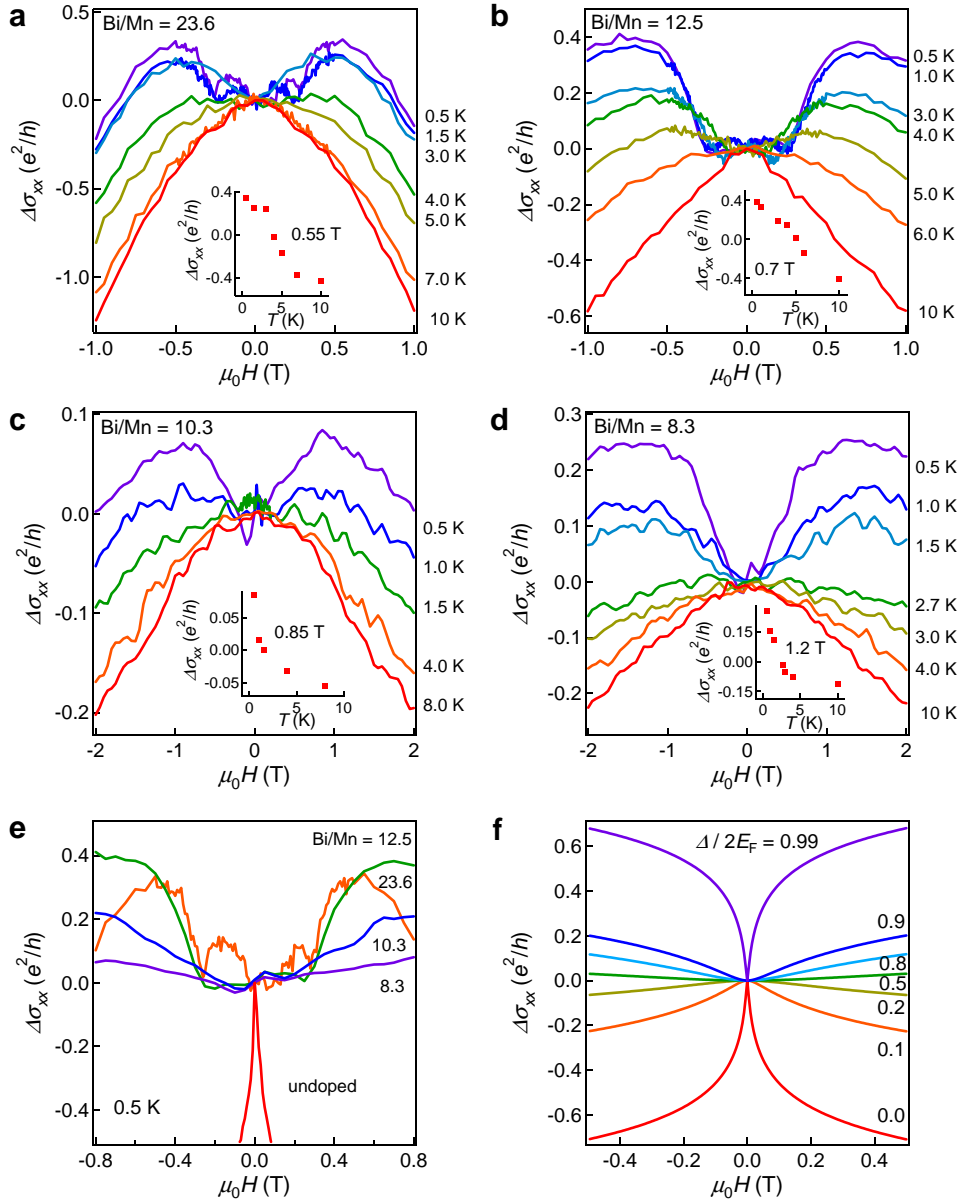 a
Bi/Mn = 23.6
0.5
0.0
-0.5
-1.0
Δσxx (e²/h)
0.5 K
1.5 K
3.0 K
4.0 K
5.0 K
7.0 K
10 K
0.4
0.0
-0.4
Δσxx (e²/h)
0.55 T
0
5
10
T (K)
-1.0
-0.5
0.0
0.5
1.0
μ0H (T)
b
Bi/Mn = 12.5
0.4
0.2
0.0
-0.2
-0.4
-0.6
Δσxx (e²/h)
0.5 K
1.0 K
3.0 K
4.0 K
5.0 K
6.0 K
10 K
0.4
0.0
-0.4
Δσxx (e²/h)
0.7 T
0
5
10
T (K)
-1.0
-0.5
0.0
0.5
1.0
μ0H (T)
c
Bi/Mn = 10.3
0.1
0.0
-0.1
-0.2
Δσxx (e²/h)
0.5 K
1.0 K
1.5 K
4.0 K
8.0 K
0.05
0.00
-0.05
Δσxx (e²/h)
0.85 T
0
5
10
T (K)
-2
-1
0
1
2
μ0H (T)
d
Bi/Mn = 8.3
0.3
0.2
0.1
0.0
-0.1
-0.2
Δσxx (e²/h)
0.5 K
1.0 K
1.5 K
2.7 K
3.0 K
4.0 K
10 K
0.15
0.00
-0.15
Δσxx (e²/h)
1.2 T
0
5
10
T (K)
-2
-1
0
1
2
μ0H (T)
e
Bi/Mn = 12.5
23.6
10.3
8.3
undoped
0.5 K
0.4
0.2
0.0
-0.2
-0.4
Δσxx (e²/h)
-0.8
-0.4
0.0
0.4
0.8
μ0H (T)
f
Δ / 2EF = 0.99
0.9
0.8
0.5
0.2
0.1
0.0
0.6
0.4
0.2
0.0
-0.2
-0.4
-0.6
Δσxx (e²/h)
-0.4
-0.2
0.0
0.2
0.4
μ0H (T)